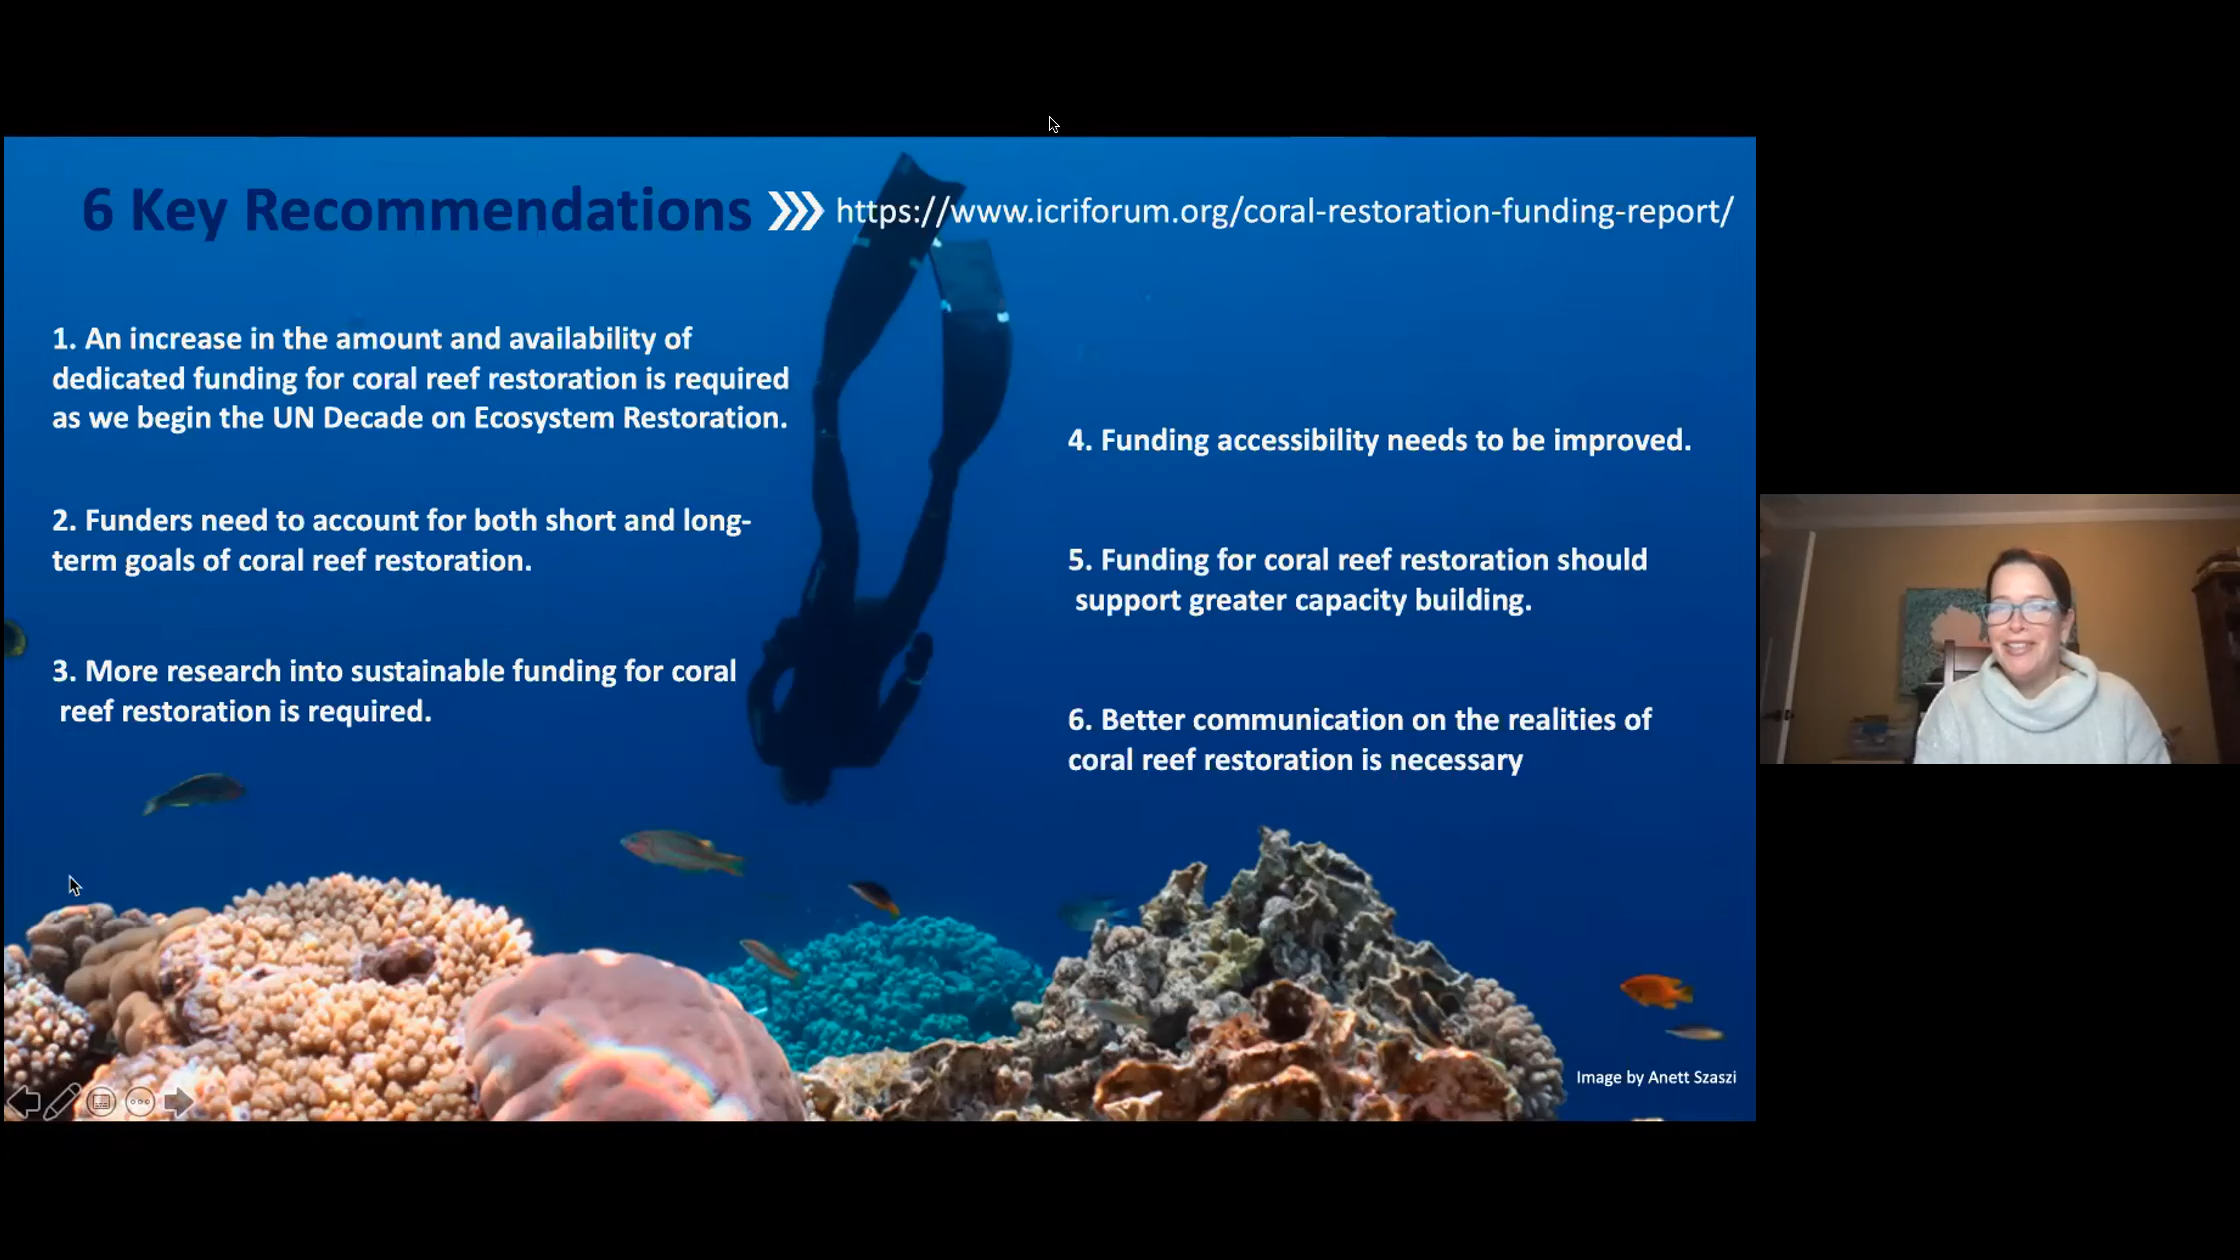 6 Key Recommendations
https://www.icriforum.org/coral-restoration-funding-report/
1. An increase in the amount and availability of
dedicated funding for coral reef restoration is required
as we begin the UN Decade on Ecosystem Restoration.
2. Funders need to account for both short and long-
term goals of coral reef restoration.
3. More research into sustainable funding for coral
reef restoration is required.
4. Funding accessibility needs to be improved.
5. Funding for coral reef restoration should
support greater capacity building.
6. Better communication on the realities of
coral reef restoration is necessary
Image by Anett Szaszi